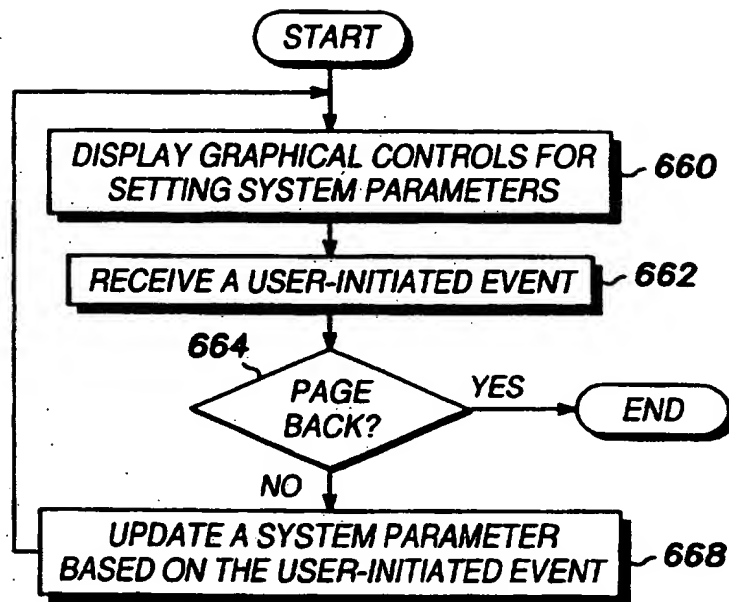 START
DISPLAY GRAPHICAL CONTROLS FOR
SETTING SYSTEM PARAMETERS
660
RECEIVE A USER-INITIATED EVENT
662
664
PAGE
BACK?
YES
END
NO
UPDATE A SYSTEM PARAMETER
BASED ON THE USER-INITIATED EVENT
668